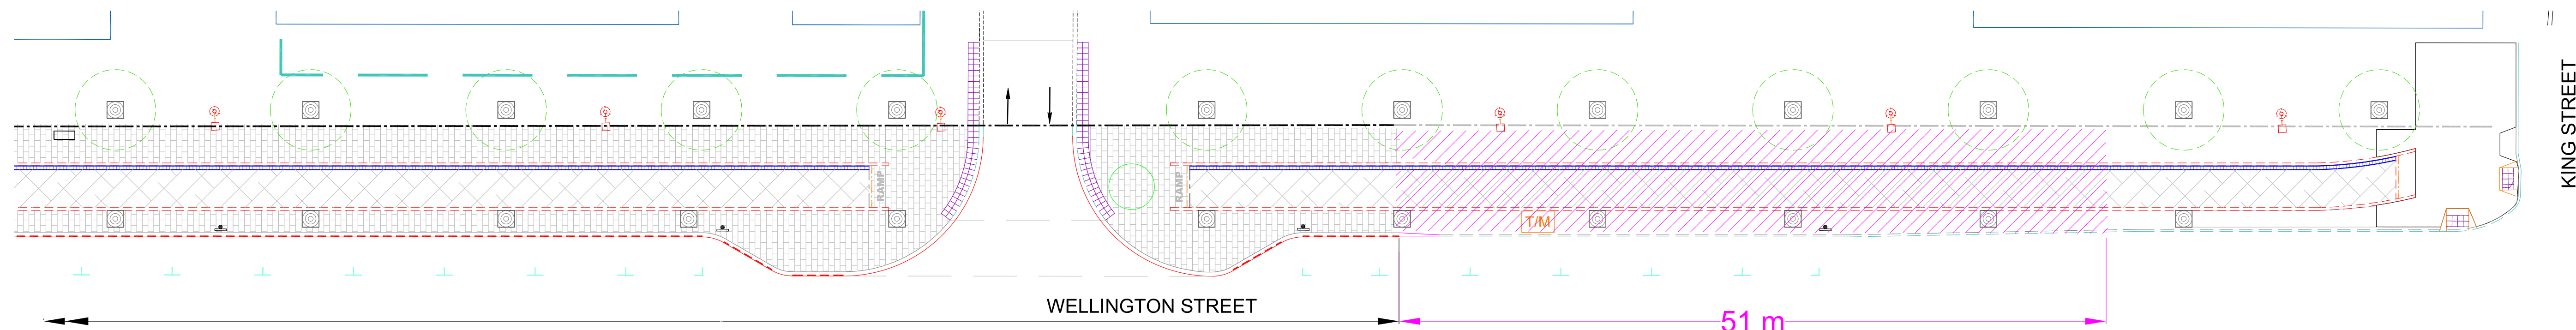 KING STREET
RAMP
RAMP
T/M
WELLINGTON STREET
51 m